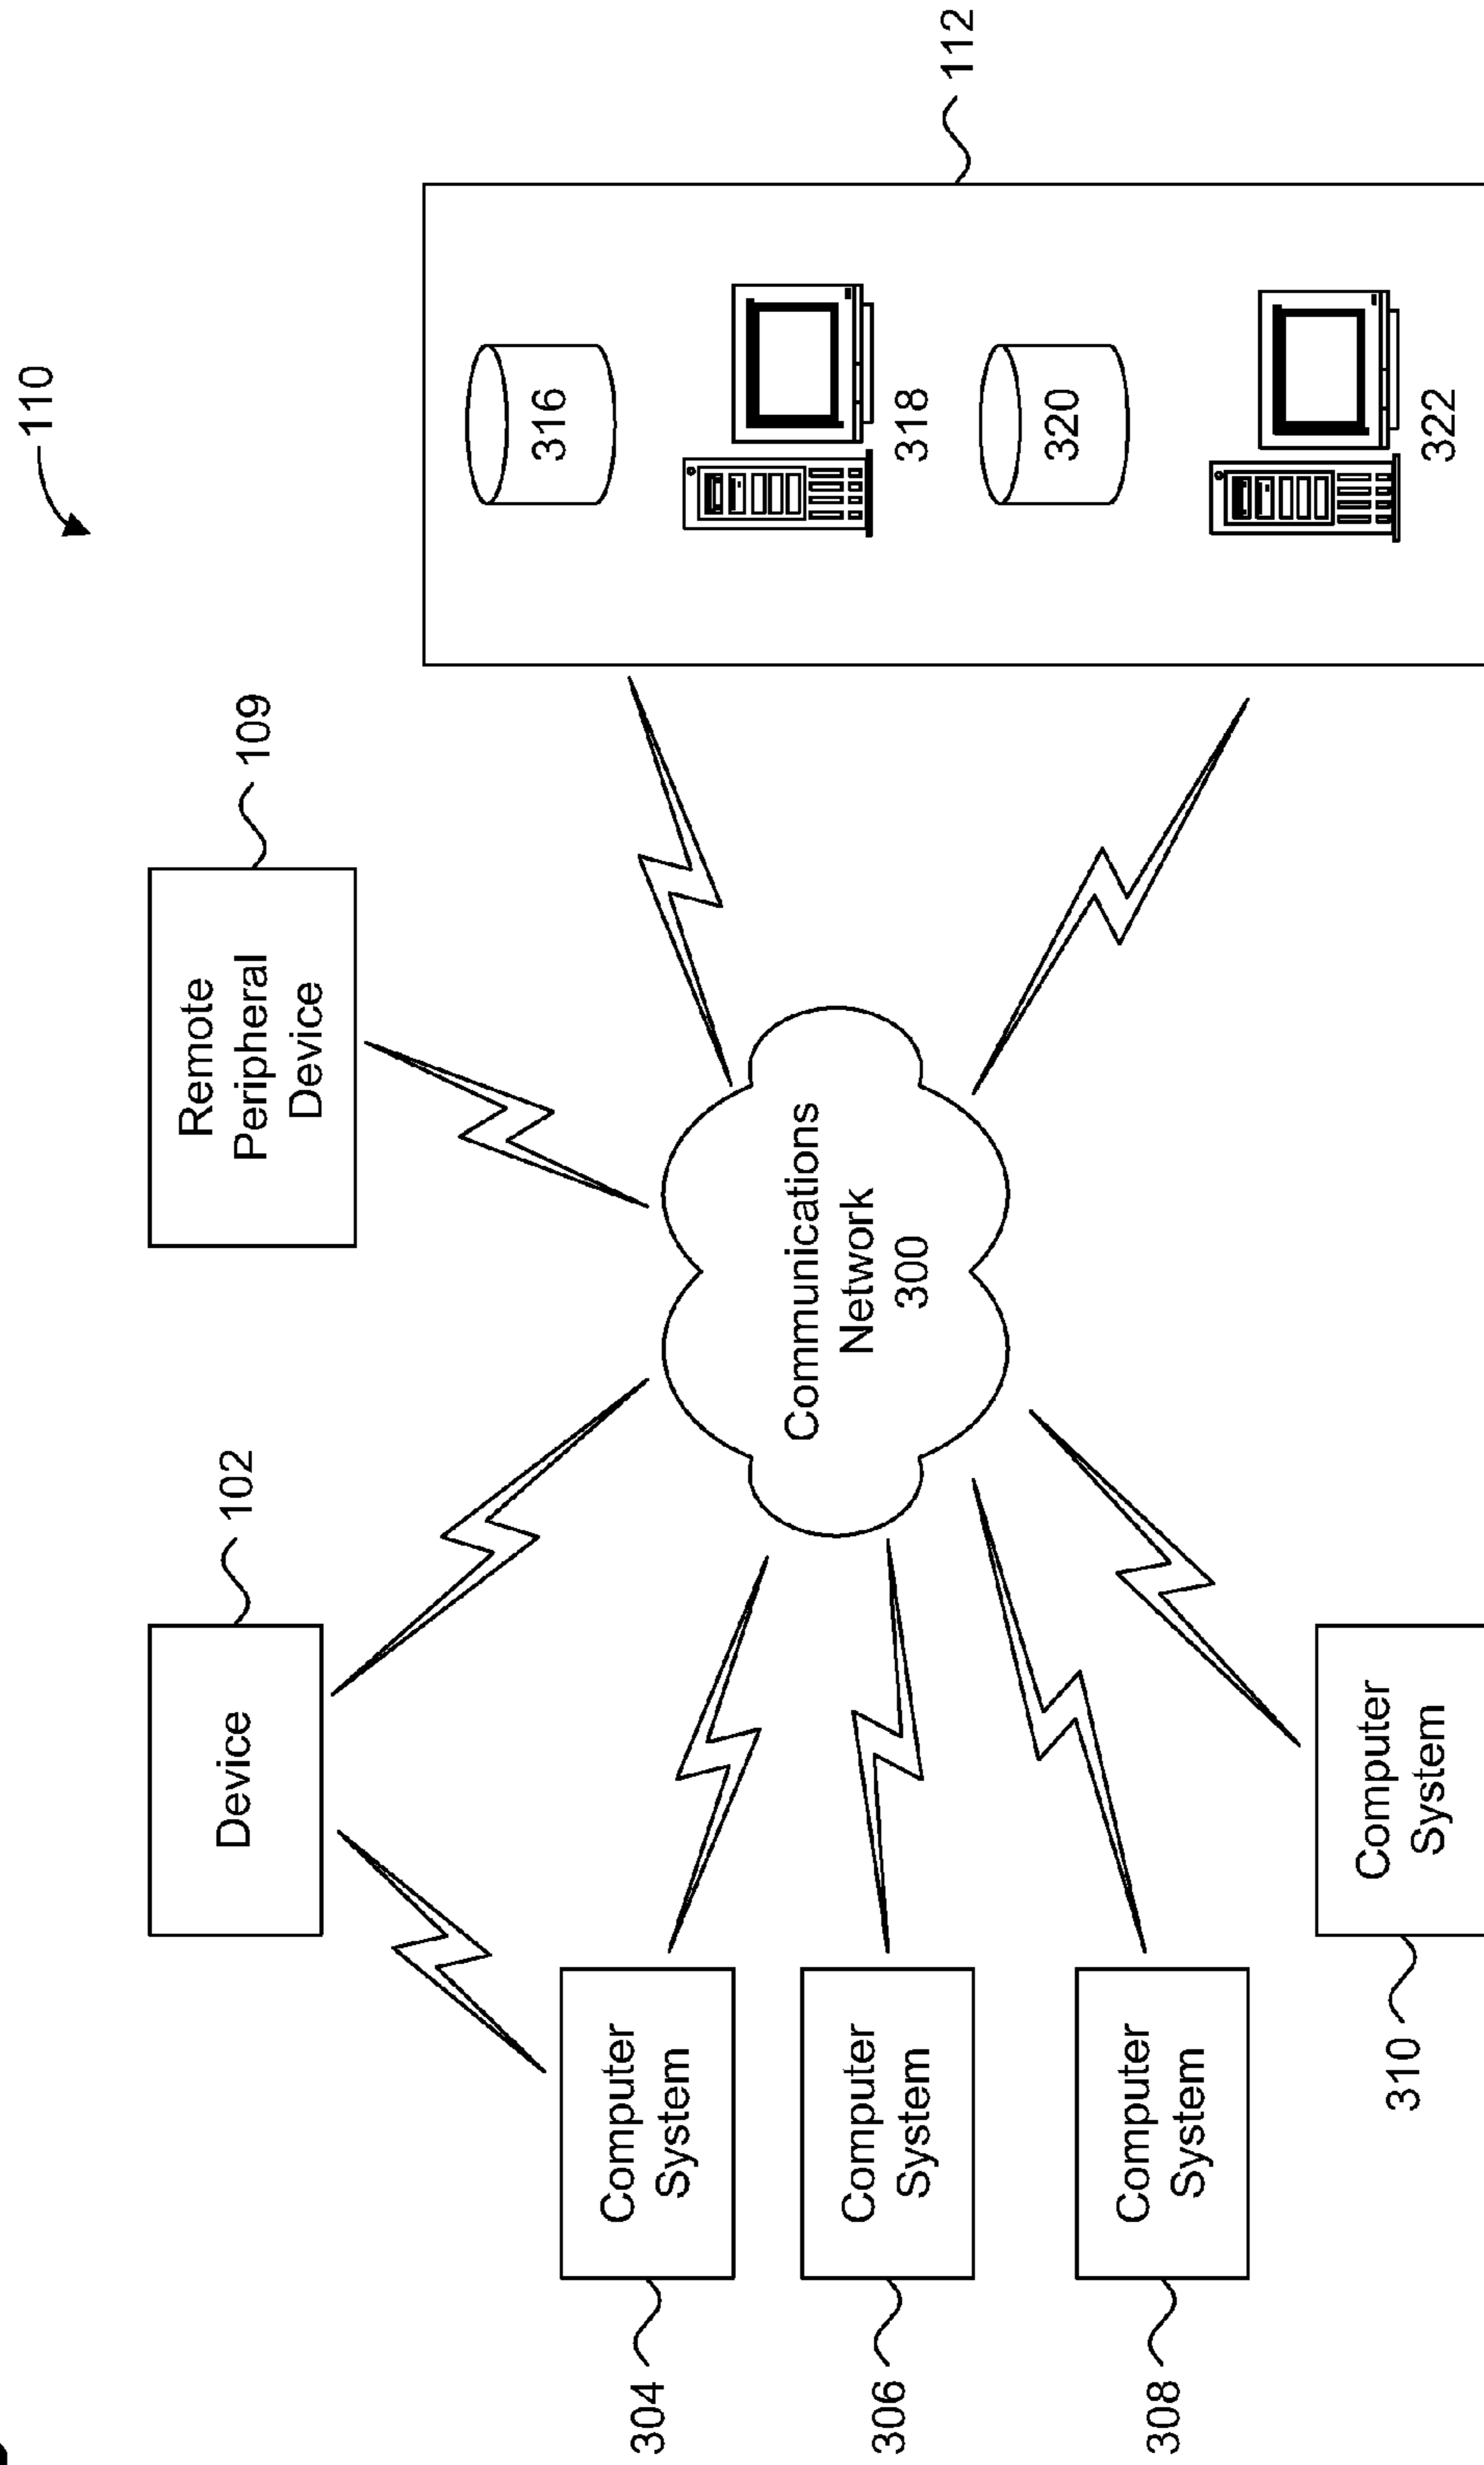 110
Device
102
Remote
Peripheral
Device
109
112
316
318
320
322
Communications
Network
300
304
Computer
System
306
Computer
System
308
Computer
System
310
Computer
System